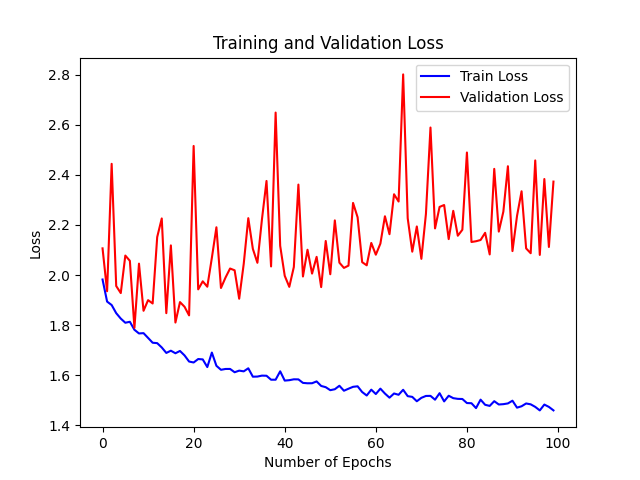 Training and Validation Loss
Train Loss
Validation Loss
2.8
2.6
2.4
2.2
2.0
1.8
1.6
1.4
Loss
0 20 40 60 80 100
Number of Epochs